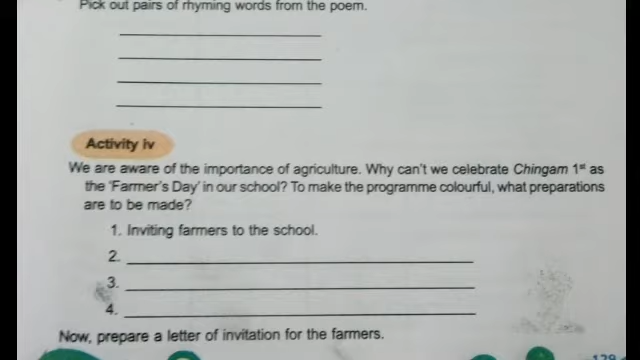 Pick out pairs of rhyming words from the poem.
Activity iv
We are aware of the importance of agriculture. Why can't we celebrate Chingam 1st as
the 'Farmer's Day' in our school? To make the programme colourful, what preparations
are to be made?
1. Inviting farmers to the school.
2.
3.
4.
Now, prepare a letter of invitation for the farmers.